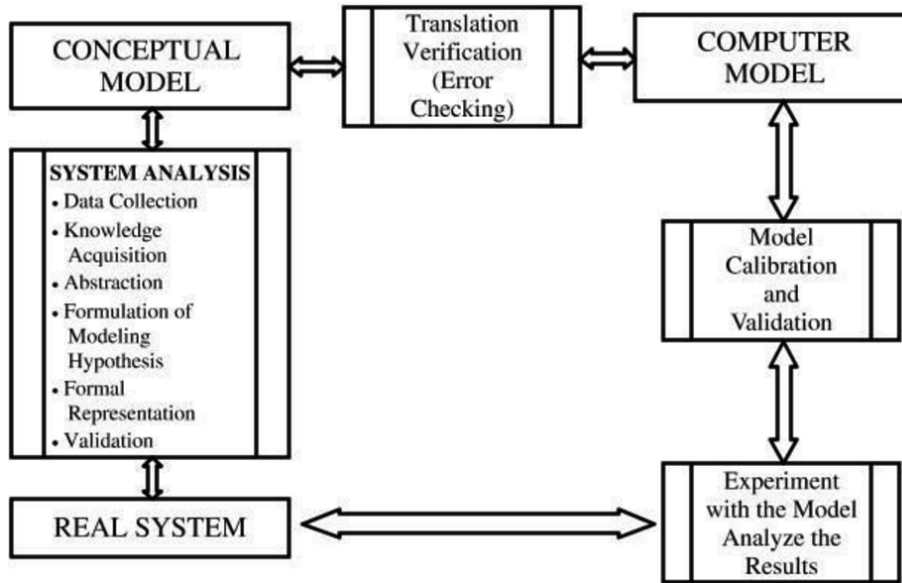 CONCEPTUAL
MODEL
Translation
Verification
(Error
Checking)
COMPUTER
MODEL
SYSTEM ANALYSIS
• Data Collection
• Knowledge
Acquisition
• Abstraction
• Formulation of
Modeling
Hypothesis
• Formal
Representation
• Validation
Model
Calibration
and
Validation
REAL SYSTEM
Experiment
with the Model
Analyze the
Results